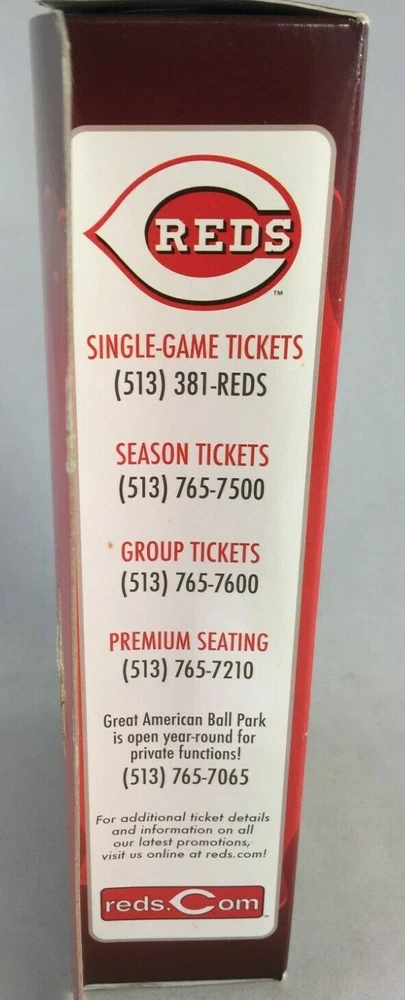 REDS
™
SINGLE-GAME TICKETS
(513) 381-REDS
SEASON TICKETS
(513) 765-7500
GROUP TICKETS
(513) 765-7600
PREMIUM SEATING
(513) 765-7210
Great American Ball Park
is open year-round for
private functions!
(513) 765-7065
For additional ticket details
and information on all
our latest promotions,
visit us online at reds.com!
reds.Com